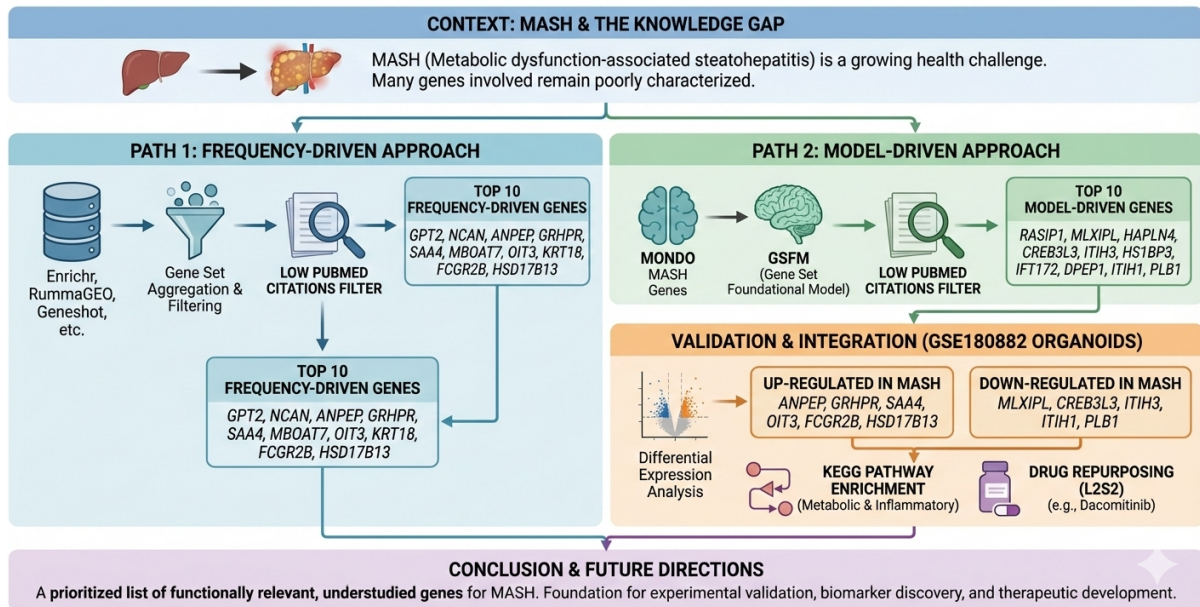 CONTEXT: MASH & THE KNOWLEDGE GAP
MASH (Metabolic dysfunction-associated steatohepatitis) is a growing health challenge.
Many genes involved remain poorly characterized.
PATH 1: FREQUENCY-DRIVEN APPROACH
Enrichr,
RummaGEO,
Geneshot,
etc.
Gene Set
Aggregation &
Filtering
LOW PUBMED
CITATIONS FILTER
TOP 10
FREQUENCY-DRIVEN GENES
GPT2, NCAN, ANPEP, GRHPR,
SAA4, MBOAT7, OIT3, KRT18,
FCGR2B, HSD17B13
TOP 10
FREQUENCY-DRIVEN GENES
GPT2, NCAN, ANPEP, GRHPR,
SAA4, MBOAT7, OIT3, KRT18,
FCGR2B, HSD17B13
PATH 2: MODEL-DRIVEN APPROACH
MONDO
MASH
Genes
GSFM
(Gene Set
Foundational Model)
LOW PUBMED
CITATIONS FILTER
TOP 10
MODEL-DRIVEN GENES
RASIP1, MLXIPL, HAPLN4,
CREB3L3, ITIH3, HS1BP3,
IFT172, DPEP1, ITIH1, PLB1
VALIDATION & INTEGRATION (GSE180882 ORGANOIDS)
Differential
Expression
Analysis
UP-REGULATED IN MASH
ANPEP, GRHPR, SAA4,
OIT3, FCGR2B, HSD17B13
DOWN-REGULATED IN MASH
MLXIPL, CREB3L3, ITIH3,
ITIH1, PLB1
KEGG PATHWAY
ENRICHMENT
(Metabolic & Inflammatory)
DRUG REPURPOSING
(L2S2)
(e.g., Dacomitinib)
CONCLUSION & FUTURE DIRECTIONS
A prioritized list of functionally relevant, understudied genes for MASH. Foundation for experimental validation, biomarker discovery, and therapeutic development.